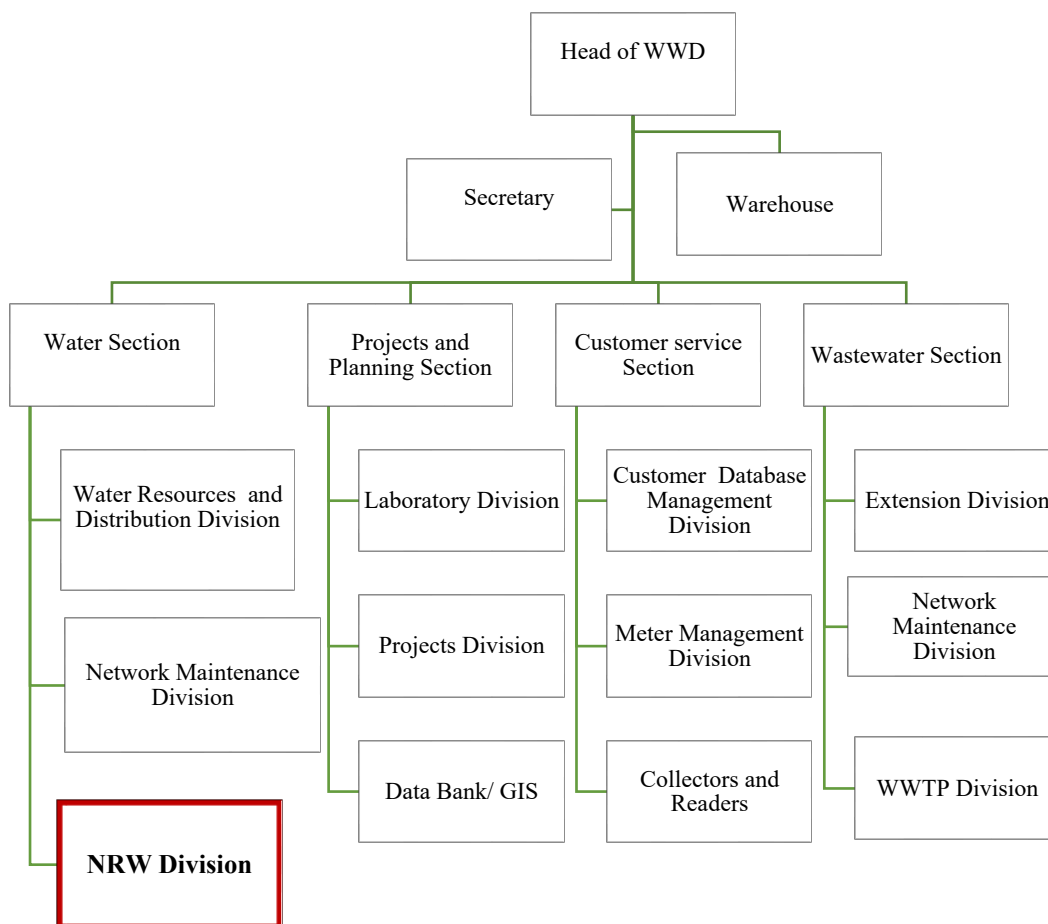 Head of WWD
Secretary
Warehouse
Water Section
Projects and
Planning Section
Customer service
Section
Wastewater Section
Water Resources and
Distribution Division
Laboratory Division
Customer Database
Management
Division
Extension Division
Network Maintenance
Division
Projects Division
Meter Management
Division
Network
Maintenance
Division
NRW Division
Data Bank/ GIS
Collectors and
Readers
WWTP Division